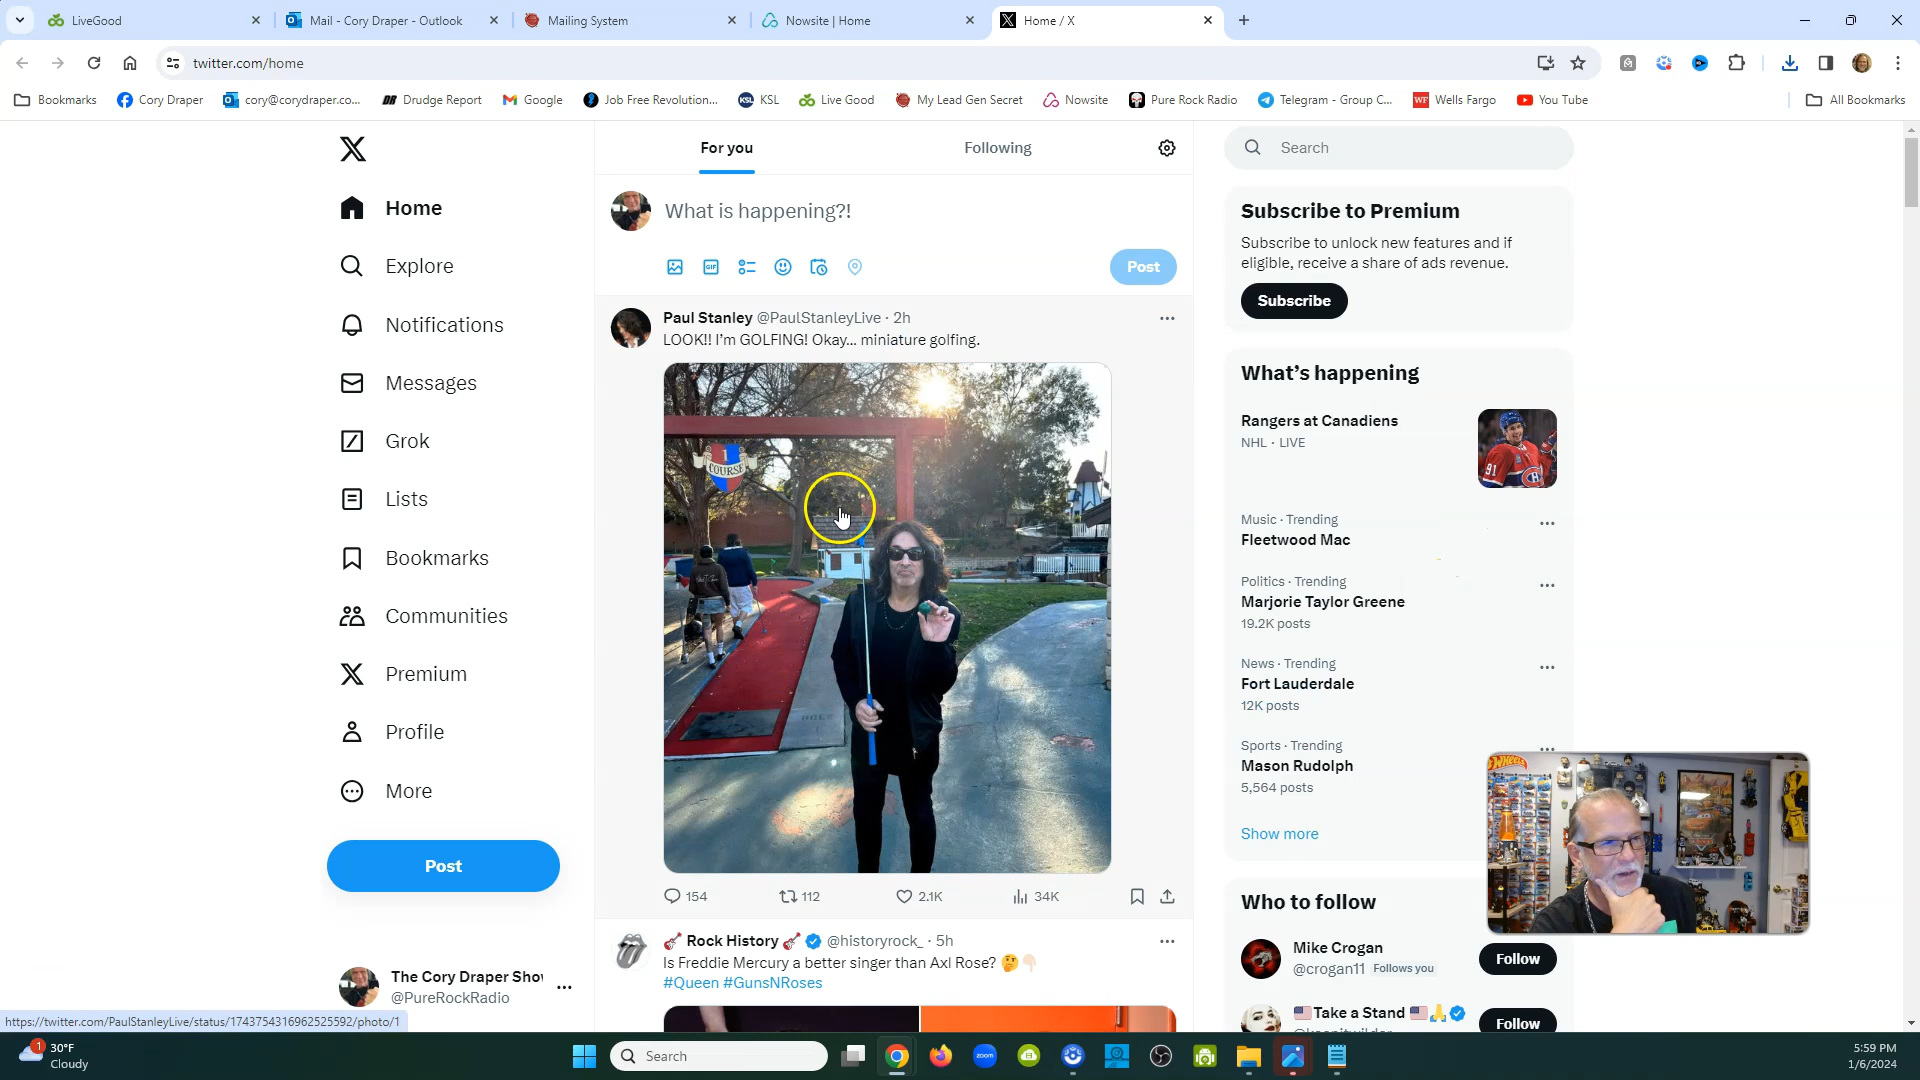 LiveGood
Mail - Cory Draper - Outlook
Mailing System
Nowsite | Home
Home / X
twitter.com/home
Bookmarks
Cory Draper
cory@corydraper.co...
Drudge Report
Google
Job Free Revolution...
KSL
Live Good
My Lead Gen Secret
Nowsite
Pure Rock Radio
Telegram - Group C...
Wells Fargo
You Tube
All Bookmarks
Home
Explore
Notifications
Messages
Grok
Lists
Bookmarks
Communities
Premium
Profile
More
Post
The Cory Draper Sho
@PureRockRadio
https://twitter.com/PaulStanleyLive/status/1743754316962525592/photo/1
For you
Following
What is happening?!
GIF
Post
Paul Stanley @PaulStanleyLive · 2h
LOOK!! I'm GOLFING! Okay... miniature golfing.
1
COURSE
154
112
2.1K
34K
🎸 Rock History 🎸 @historyrock_ · 5h
Is Freddie Mercury a better singer than Axl Rose? 🤔👇🏻
#Queen #GunsNRoses
Search
Subscribe to Premium
Subscribe to unlock new features and if
eligible, receive a share of ads revenue.
Subscribe
What's happening
Rangers at Canadiens
NHL · LIVE
91
Music · Trending
Fleetwood Mac
Politics · Trending
Marjorie Taylor Greene
19.2K posts
News · Trending
Fort Lauderdale
12K posts
Sports · Trending
Mason Rudolph
5,564 posts
Show more
Who to follow
Mike Crogan
@crogan11 Follows you
Follow
🇺🇸Take a Stand 🇺🇸🙏
Follow
HOT WHEELS
1
30°F
Cloudy
Search
zoom
5:59 PM
1/6/2024